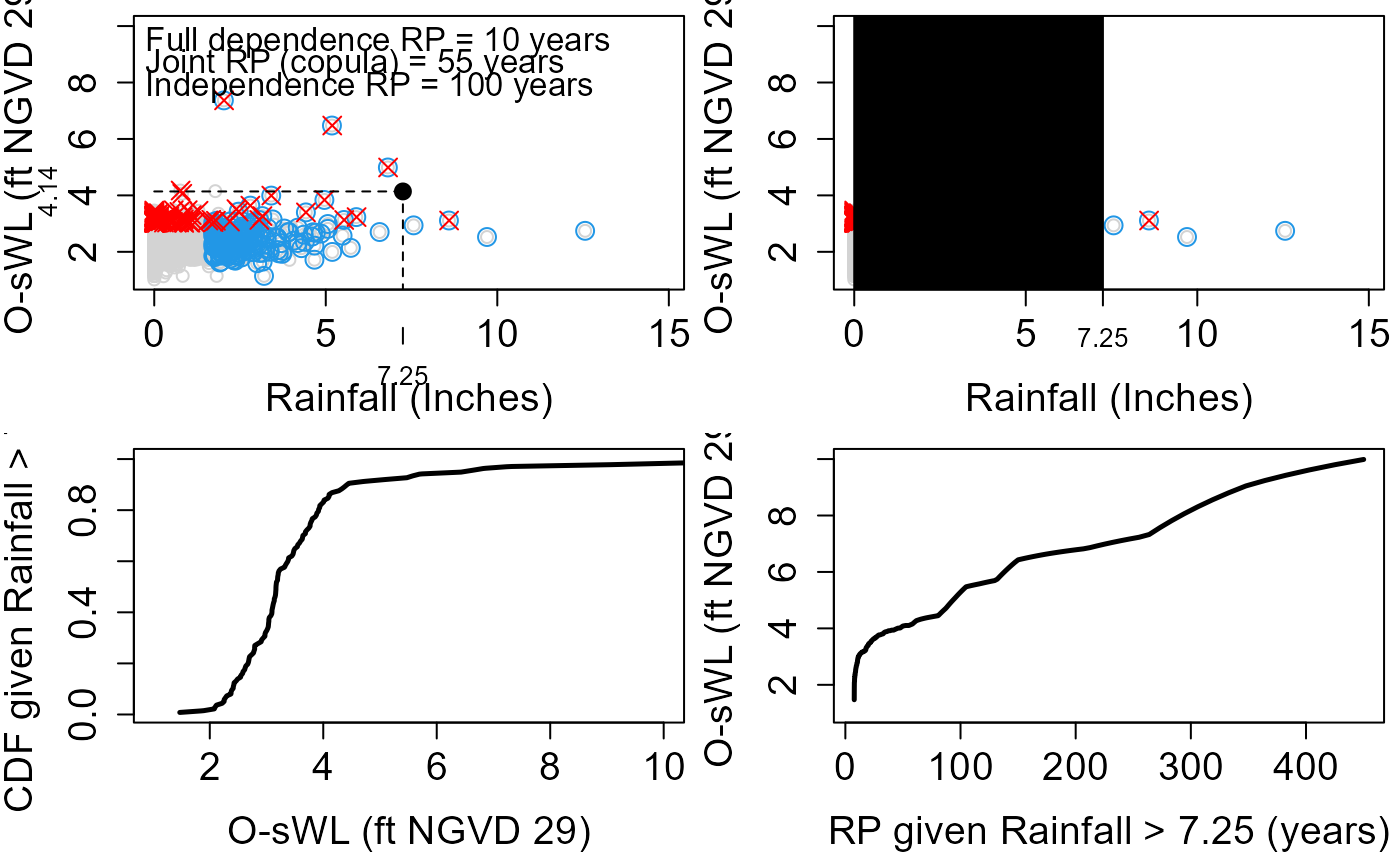 Full dependence RP = 10 years
Joint RP (copula) = 55 years
Independence RP = 100 years
O-sWL (ft NGVD 29
2 4 6 8
4.14
0 5 10 15
7.25
Rainfall (Inches)
O-sWL (ft NGVD 29
2 4 6 8
0 5 10 15
7.25
Rainfall (Inches)
CDF given Rainfall >
0.0 0.4 0.8
2 4 6 8 10
O-sWL (ft NGVD 29)
O-sWL (ft NGVD 29
2 4 6 8
0 100 200 300 400
RP given Rainfall > 7.25 (years)